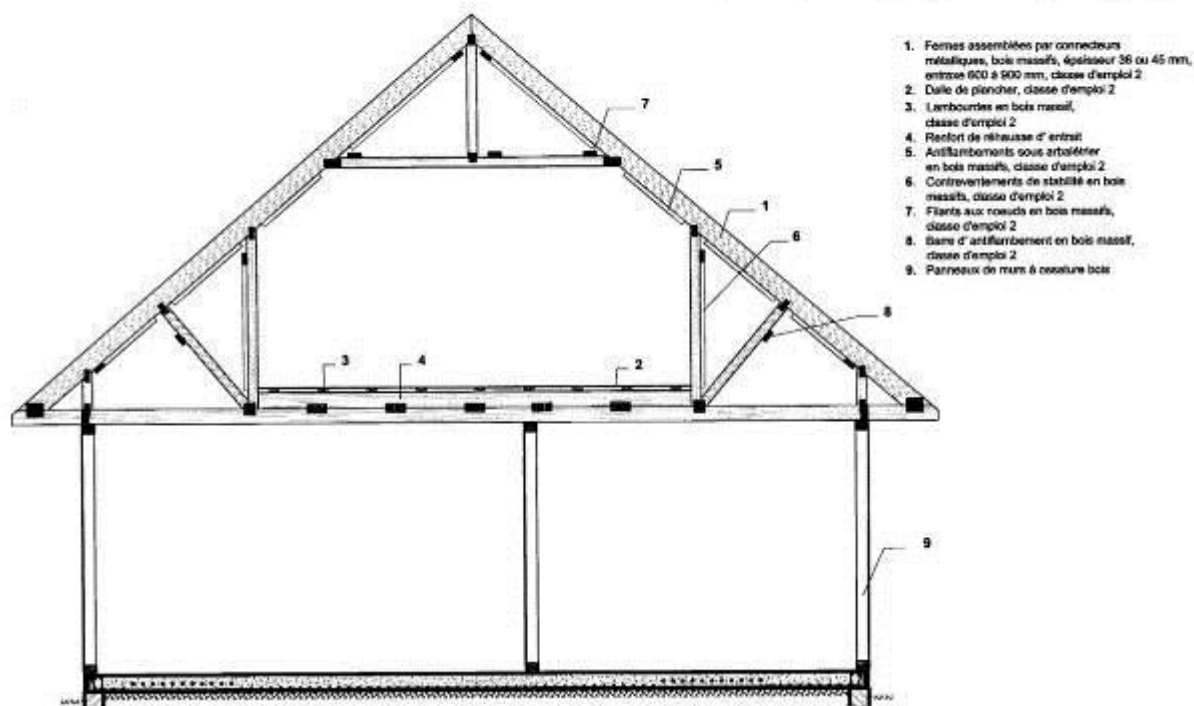 1. Fermes assemblées par connecteurs
métalliques, bois massifs, épaisseur 36 ou 45 mm,
entraxe 600 à 900 mm, classe d'emploi 2
2. Dalle de plancher, classe d'emploi 2
3. Lambourdes en bois massif,
classe d'emploi 2
4. Renfort de réhausse d' entrait
5. Antiflambements sous arbalétrier
en bois massifs, classe d'emploi 2
6. Contreventements de stabilité en bois
massifs, classe d'emploi 2
7. Filants aux noeuds en bois massifs,
classe d'emploi 2
8. Barre d' antiflambement en bois massif,
classe d'emploi 2
9. Panneaux de murs à ossature bois
7
5
1
6
8
3
4
2
9